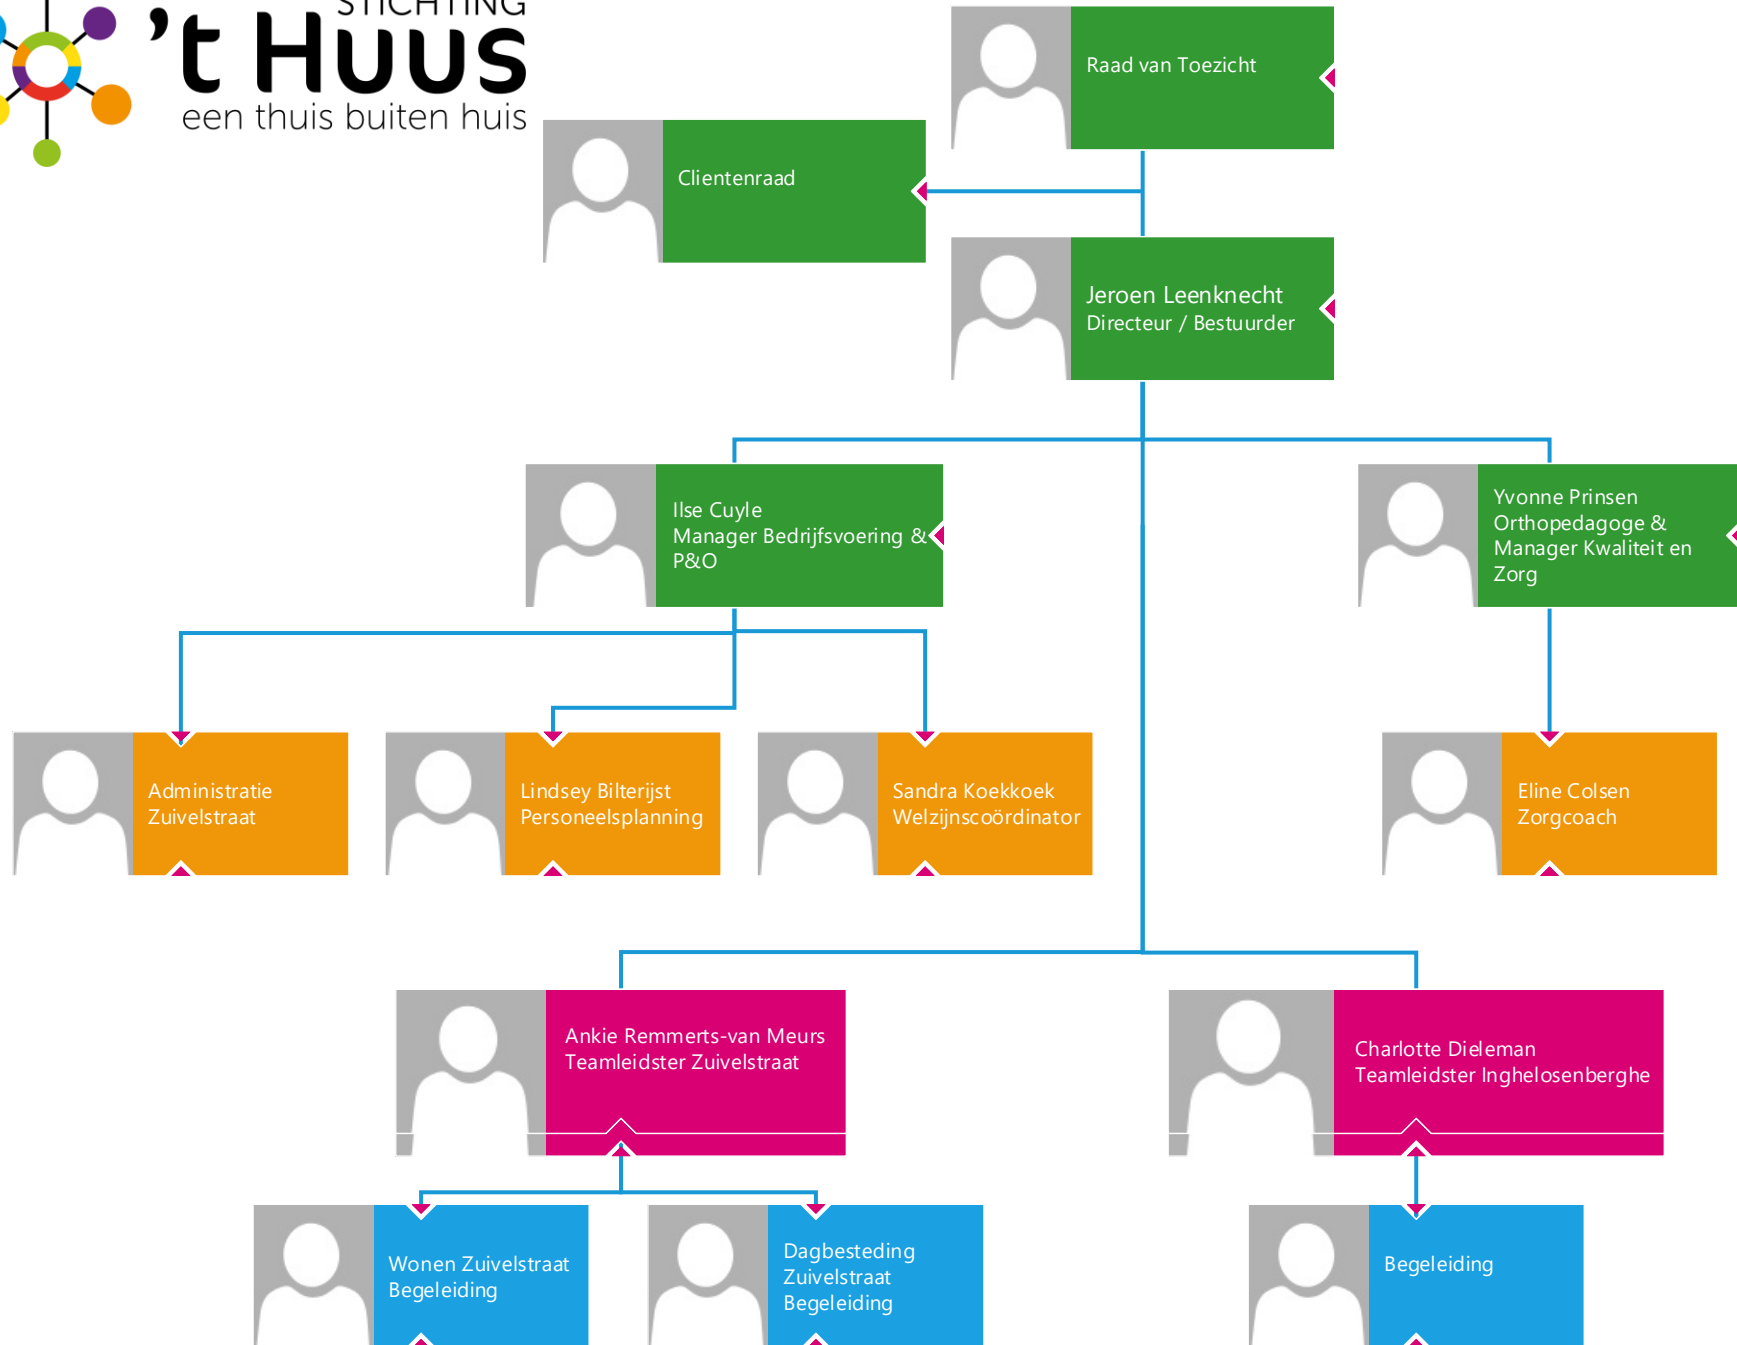 STICHTING
’t Huus
een thuis buiten huis
Raad van Toezicht
Clientenraad
Jeroen Leenknecht
Directeur / Bestuurder
Ilse Cuyle
Manager Bedrijfsvoering &
P&O
Yvonne Prinsen
Orthopedagoge &
Manager Kwaliteit en
Zorg
Administratie
Zuivelstraat
Lindsey Bilterijst
Personeelsplanning
Sandra Koekkoek
Welzijnscoördinator
Eline Colsen
Zorgcoach
Ankie Remmerts-van Meurs
Teamleidster Zuivelstraat
Charlotte Dieleman
Teamleidster Inghelosenberghe
Wonen Zuivelstraat
Begeleiding
Dagbesteding
Zuivelstraat
Begeleiding
Begeleiding